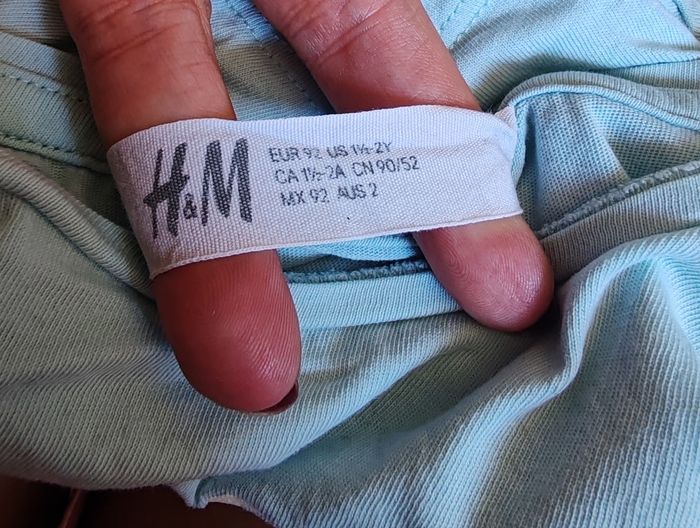 H&M
EUR 92 US 1½-2Y
CA 1½-2A CN 90/52
MX 92 AUS 2